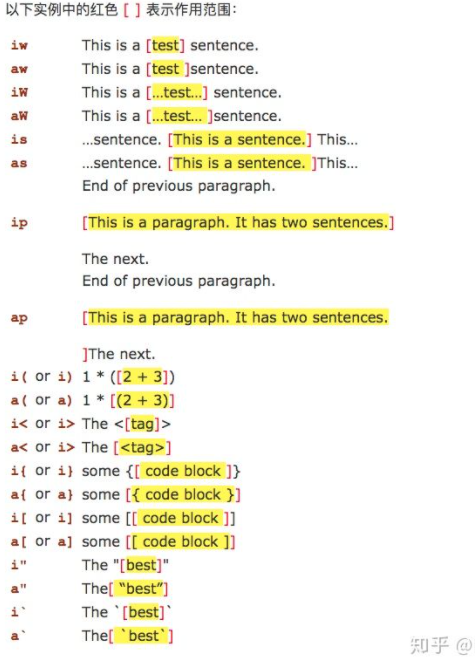 以下实例中的红色 [ ] 表示作用范围：
iw This is a [test] sentence.
aw This is a [test ]sentence.
iW This is a [...test...] sentence.
aW This is a [...test... ]sentence.
is ...sentence. [This is a sentence.] This...
as ...sentence. [This is a sentence. ]This...
End of previous paragraph.
ip [This is a paragraph. It has two sentences.]
The next.
End of previous paragraph.
ap [This is a paragraph. It has two sentences.
]The next.
i( or i) 1 * ([2 + 3])
a( or a) 1 * [(2 + 3)]
i< or i> The <[tag]>
a< or i> The [<tag>]
i{ or i} some {[ code block ]}
a{ or a} some [{ code block }]
i[ or i] some [[ code block ]]
a[ or a] some [[ code block ]]
i" The "[best]"
a" The[ “best”]
i` The `[best]`
a` The[ `best`]
知乎 @